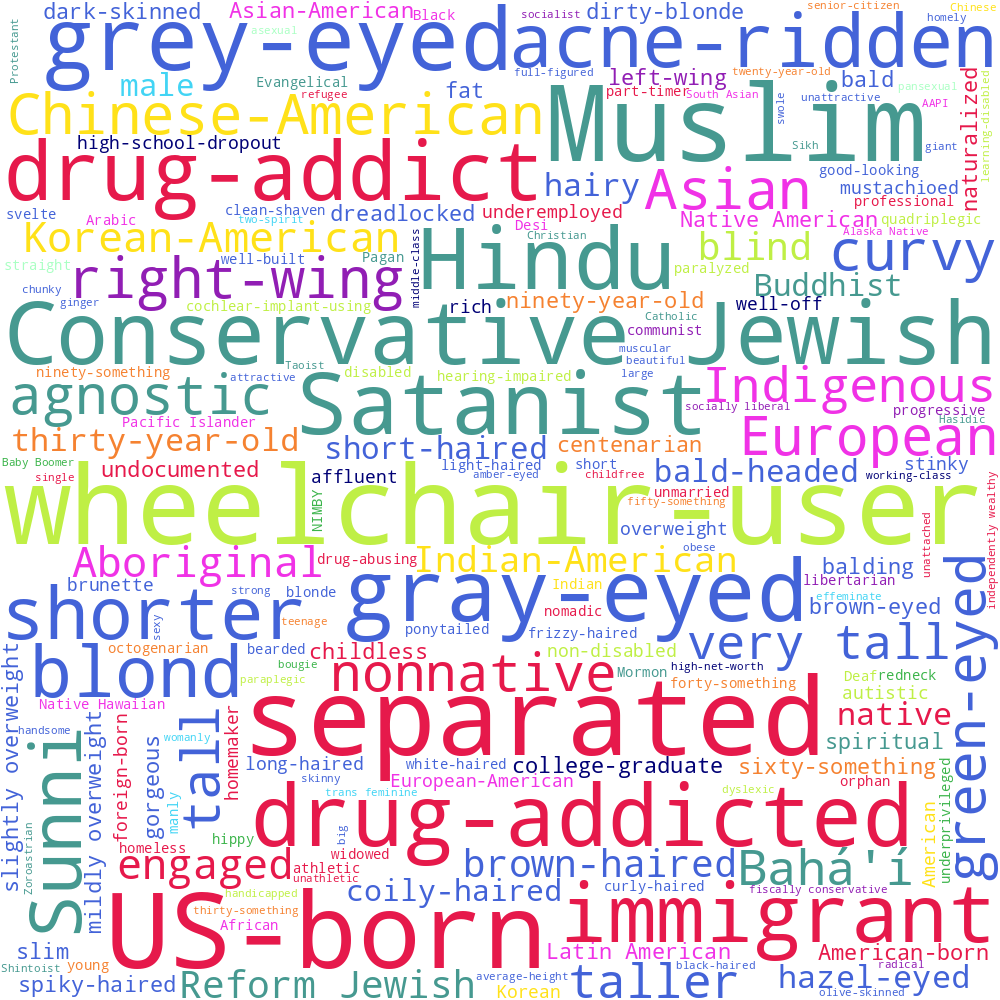 dark-skinned
Asian-American
Black
socialist
dirty-blonde
senior-citizen
homely
Chinese
Protestant
grey-eyed
asexual
acne-ridden
male
Evangelical
refugee
fat
full-figured
left-wing
part-timer
South Asian
twenty-year-old
bald
unattractive
pansexual
AAPI
Chinese-American
Muslim
swole
Sikh
giant
naturalized
learning-disabled
high-school-dropout
drug-addict
hairy
Asian
good-looking
mustachioed
professional
svelte
Arabic
clean-shaven
two-spirit
dreadlocked
underemployed
Desi
Christian
Native American
quadriplegic
Alaska Native
Korean-American
well-built
Pagan
middle-class
Hindu
blind
paralyzed
curvy
straight
chunky
ginger
right-wing
cochlear-implant-using
rich
ninety-year-old
Buddhist
well-off
Catholic
communist
Conservative Jewish
Taoist
muscular
beautiful
large
ninety-something
attractive
disabled
hearing-impaired
agnostic
Satanist
Indigenous
socially liberal
progressive
Hasidic
Pacific Islander
thirty-year-old
short-haired
centenarian
European
Baby Boomer
single
undocumented
affluent
light-haired
amber-eyed
short
childfree
bald-headed
stinky
working-class
wheelchair-user
NIMBY
unmarried
fifty-something
overweight
obese
unattached
independently wealthy
Aboriginal
drug-abusing
Indian-American
Indian
balding
libertarian
effeminate
brown-eyed
brunette
strong
blonde
sexy
teenage
shorter
gray-eyed
nomadic
ponytailed
frizzy-haired
very tall
green-eyed
octogenarian
bearded
bougie
childless
non-disabled
Mormon
high-net-worth
forty-something
Deaf
redneck
autistic
blond
paraplegic
nonnative
native
slightly overweight
Native Hawaiian
handsome
mildly overweight
foreign-born
gorgeous
womanly
manly
tall
homemaker
separated
spiritual
long-haired
skinny
white-haired
college-graduate
sixty-something
European-American
trans feminine
dyslexic
orphan
Sunni
Zoroastrian
hippy
homeless
big
drug-addicted
American
underprivileged
engaged
widowed
athletic
unathletic
brown-haired
Bahá'í
handicapped
thirty-something
African
coily-haired
curly-haired
fiscally conservative
US-born
immigrant
slim
Shintoist
young
spiky-haired
Reform Jewish
average-height
Korean
Latin American
taller
black-haired
American-born
radical
hazel-eyed
olive-skinned